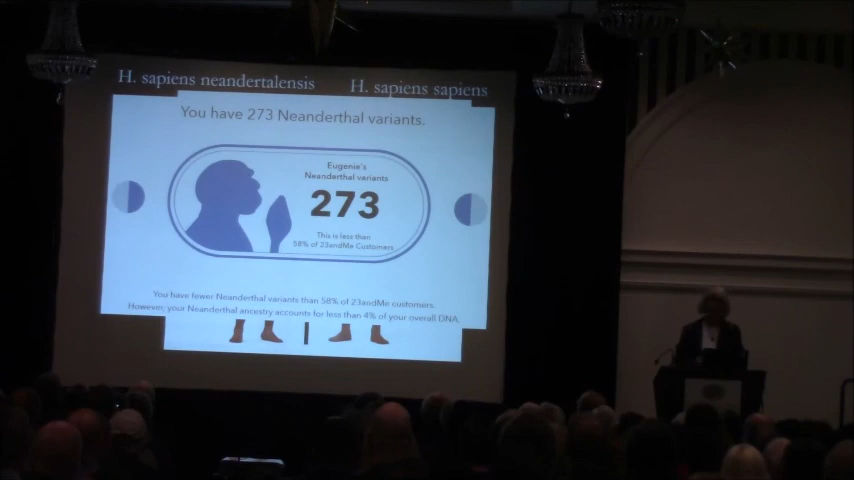 H. sapiens neandertalensis H. sapiens sapiens
You have 273 Neanderthal variants.
Eugenie's
Neanderthal variants
273
This is less than
58% of 23andMe Customers
You have fewer Neanderthal variants than 58% of 23andMe customers.
However, your Neanderthal ancestry accounts for less than 4% of your overall DNA.